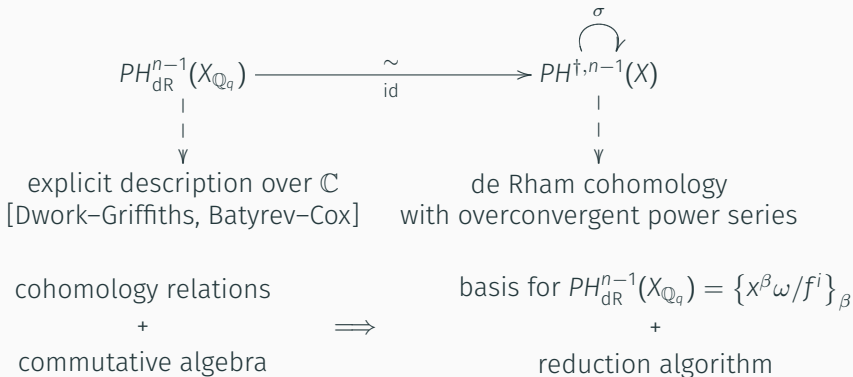 σ
PH^{n−1}_{dR}(X_{ℚ_q}) ∼ PH^{†,n−1}(X)
id
explicit description over ℂ
[Dwork–Griffiths, Batyrev–Cox]
de Rham cohomology
with overconvergent power series
cohomology relations
+
commutative algebra
⟹
basis for PH^{n−1}_{dR}(X_{ℚ_q}) = {x^β ω/f^i}_β
+
reduction algorithm